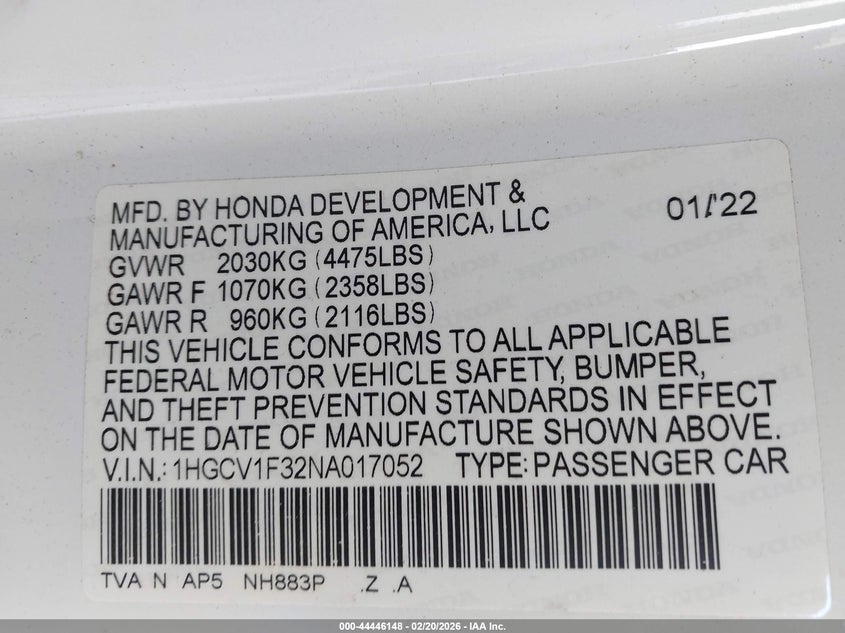 MFD. BY HONDA DEVELOPMENT &
MANUFACTURING OF AMERICA, LLC
01/22
GVWR 2030KG (4475LBS)
GAWR F 1070KG (2358LBS)
GAWR R 960KG (2116LBS)
THIS VEHICLE CONFORMS TO ALL APPLICABLE
FEDERAL MOTOR VEHICLE SAFETY, BUMPER,
AND THEFT PREVENTION STANDARDS IN EFFECT
ON THE DATE OF MANUFACTURE SHOWN ABOVE.
V.I.N.: 1HGCV1F32NA017052 TYPE: PASSENGER CAR
TVA N AP5 NH883P .Z .A
000-44446148 - 02/20/2026 - IAA Inc.